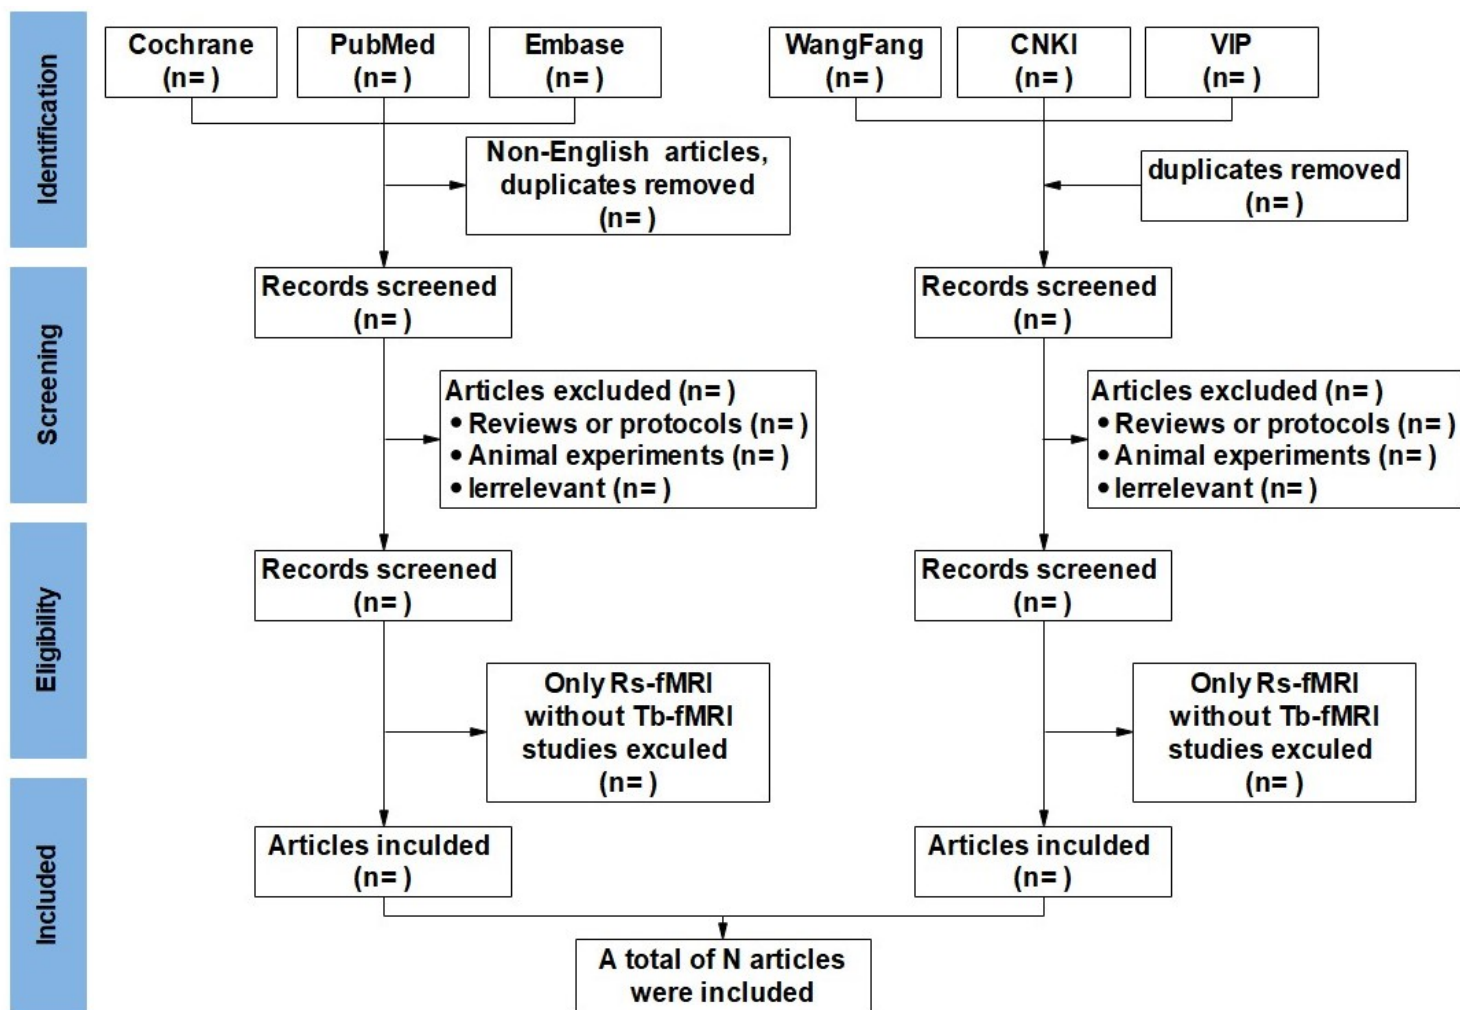 Identification
Cochrane
(n= )
PubMed
(n= )
Embase
(n= )
WangFang
(n= )
CNKI
(n= )
VIP
(n= )
Non-English articles,
duplicates removed
(n= )
duplicates removed
(n= )
Screening
Records screened
(n= )
Records screened
(n= )
Articles excluded (n= )
• Reviews or protocols (n= )
• Animal experiments (n= )
• Ierrelevant (n= )
Articles excluded (n= )
• Reviews or protocols (n= )
• Animal experiments (n= )
• Ierrelevant (n= )
Eligibility
Records screened
(n= )
Records screened
(n= )
Only Rs-fMRI
without Tb-fMRI
studies exculed
(n= )
Only Rs-fMRI
without Tb-fMRI
studies exculed
(n= )
Included
Articles inculded
(n= )
Articles inculded
(n= )
A total of N articles
were included